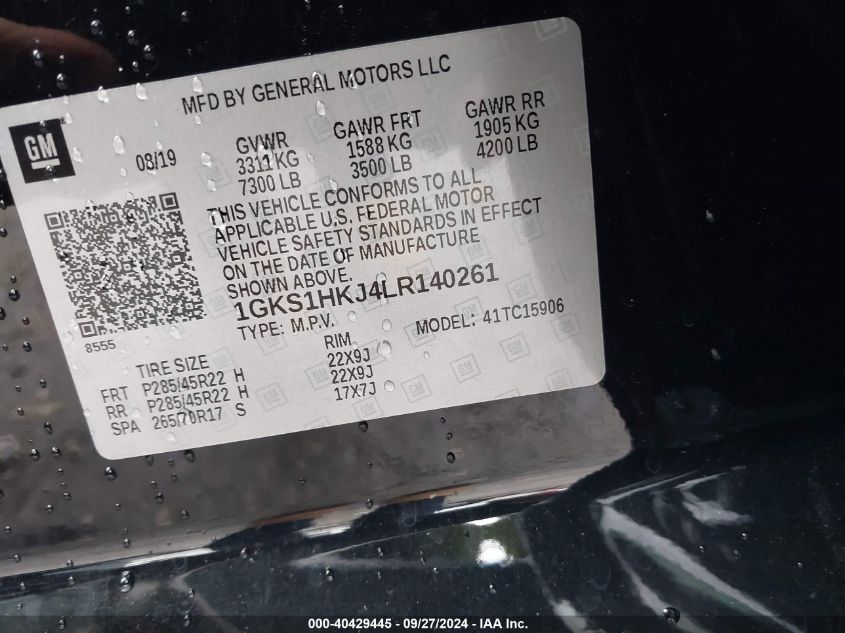 MFD BY GENERAL MOTORS LLC
GM
08/19
GVWR
3311 KG
7300 LB
GAWR FRT
1588 KG
3500 LB
GAWR RR
1905 KG
4200 LB
THIS VEHICLE CONFORMS TO ALL
APPLICABLE U.S. FEDERAL MOTOR
VEHICLE SAFETY STANDARDS IN EFFECT
ON THE DATE OF MANUFACTURE
SHOWN ABOVE.
1GKS1HKJ4LR140261
TYPE: M.P.V. MODEL: 41TC15906
8555
TIRE SIZE RIM
FRT P285/45R22 H 22X9J
RR P285/45R22 H 22X9J
SPA 265/70R17 S 17X7J
000-40429445 - 09/27/2024 - IAA Inc.